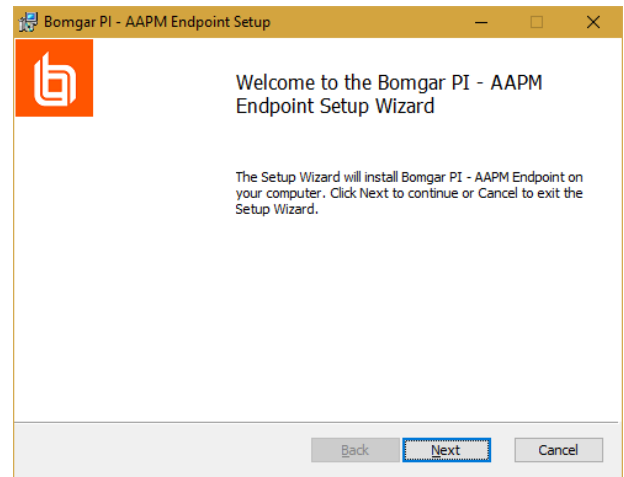 Bomgar PI - AAPM Endpoint Setup
Welcome to the Bomgar PI - AAPM
Endpoint Setup Wizard
The Setup Wizard will install Bomgar PI - AAPM Endpoint on
your computer. Click Next to continue or Cancel to exit the
Setup Wizard.
Back Next Cancel